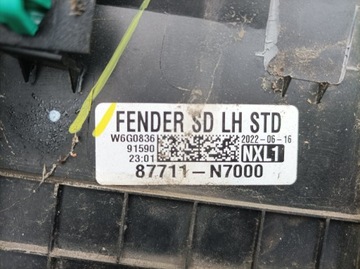 FENDER SD LH STD
W6G0836 2022-06-16
91590
23:01 NXL1
87711-N7000